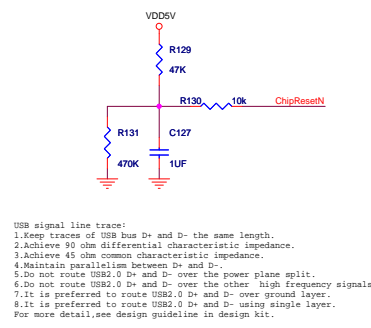 VDD5V
R129
47K
R130 10k ChipResetN
R131 C127
470K 1UF
USB signal line trace:
1.Keep traces of USB bus D+ and D- the same length.
2.Achieve 90 ohm differential characteristic impedance.
3.Achieve 45 ohm common characteristic impedance.
4.Maintain parallelism between D+ and D-.
5.Do not route USB2.0 D+ and D- over the power plane split.
6.Do not route USB2.0 D+ and D- over the other high frequency signals
7.It is preferred to route USB2.0 D+ and D- over ground layer.
8.It is preferred to route USB2.0 D+ and D- using single layer.
For more detail,see design guideline in design kit.